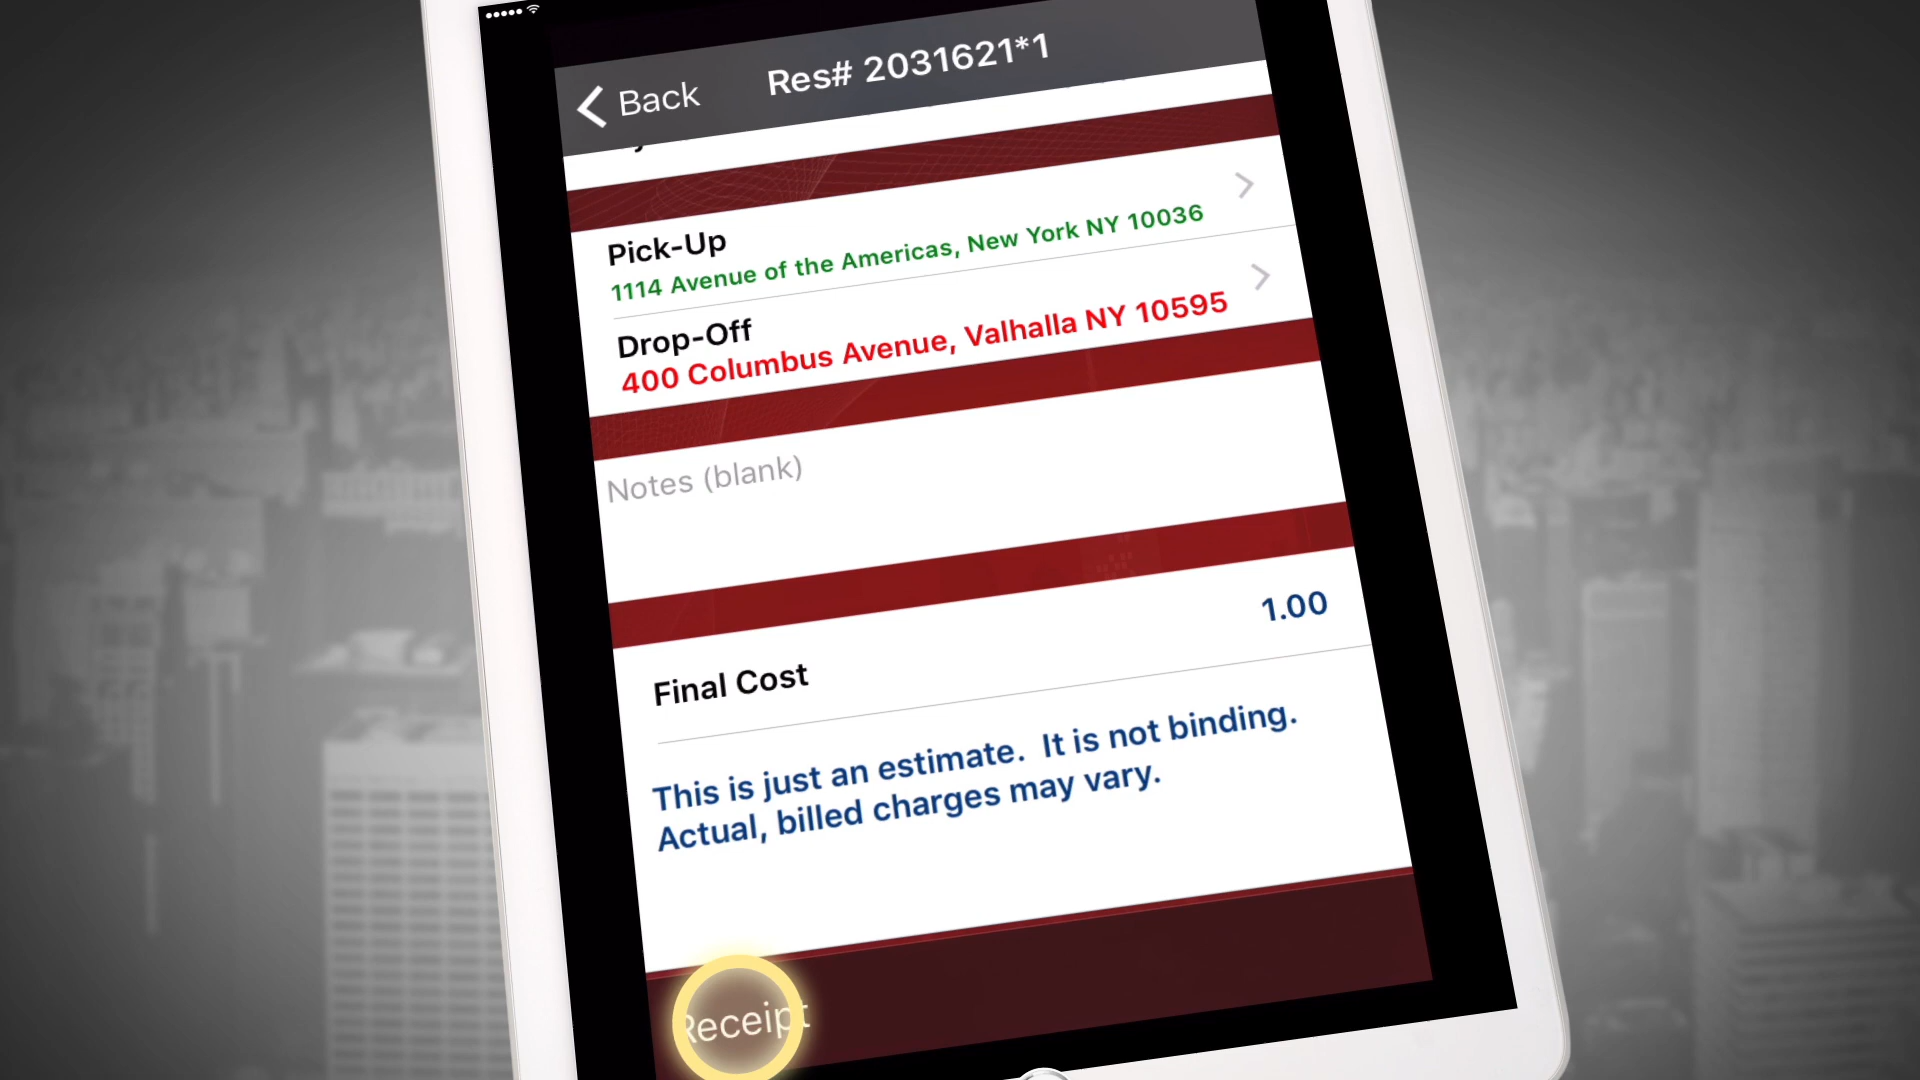 Back
Res# 2031621*1
Pick-Up
1114 Avenue of the Americas, New York NY 10036
Drop-Off
400 Columbus Avenue, Valhalla NY 10595
Notes (blank)
1.00
Final Cost
This is just an estimate.  It is not binding.
Actual, billed charges may vary.
Receipt